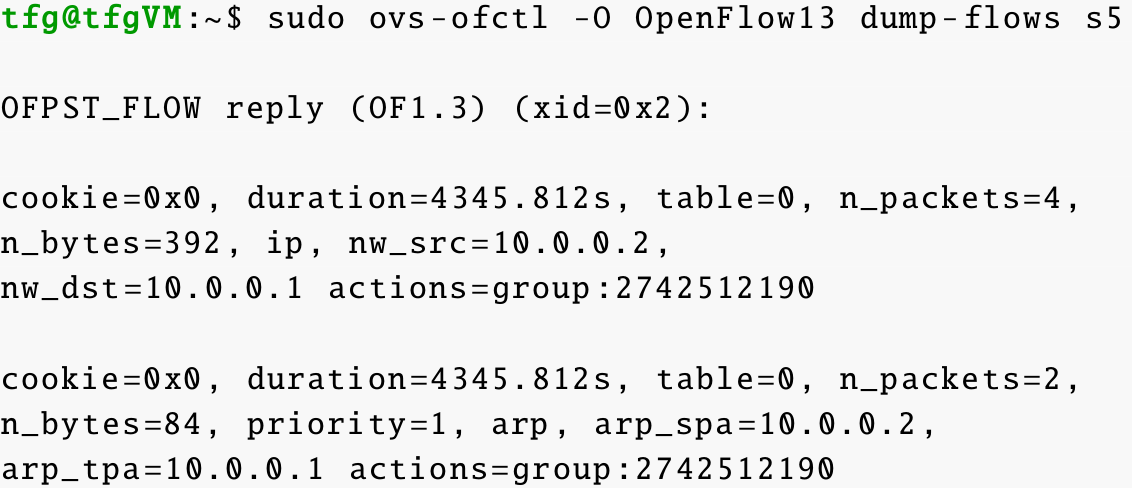 tfg@tfgVM:~$ sudo ovs-ofctl -O OpenFlow13 dump-flows s5
OFPST_FLOW reply (OF1.3) (xid=0x2):
cookie=0x0, duration=4345.812s, table=0, n_packets=4,
n_bytes=392, ip, nw_src=10.0.0.2,
nw_dst=10.0.0.1 actions=group:2742512190
cookie=0x0, duration=4345.812s, table=0, n_packets=2,
n_bytes=84, priority=1, arp, arp_spa=10.0.0.2,
arp_tpa=10.0.0.1 actions=group:2742512190